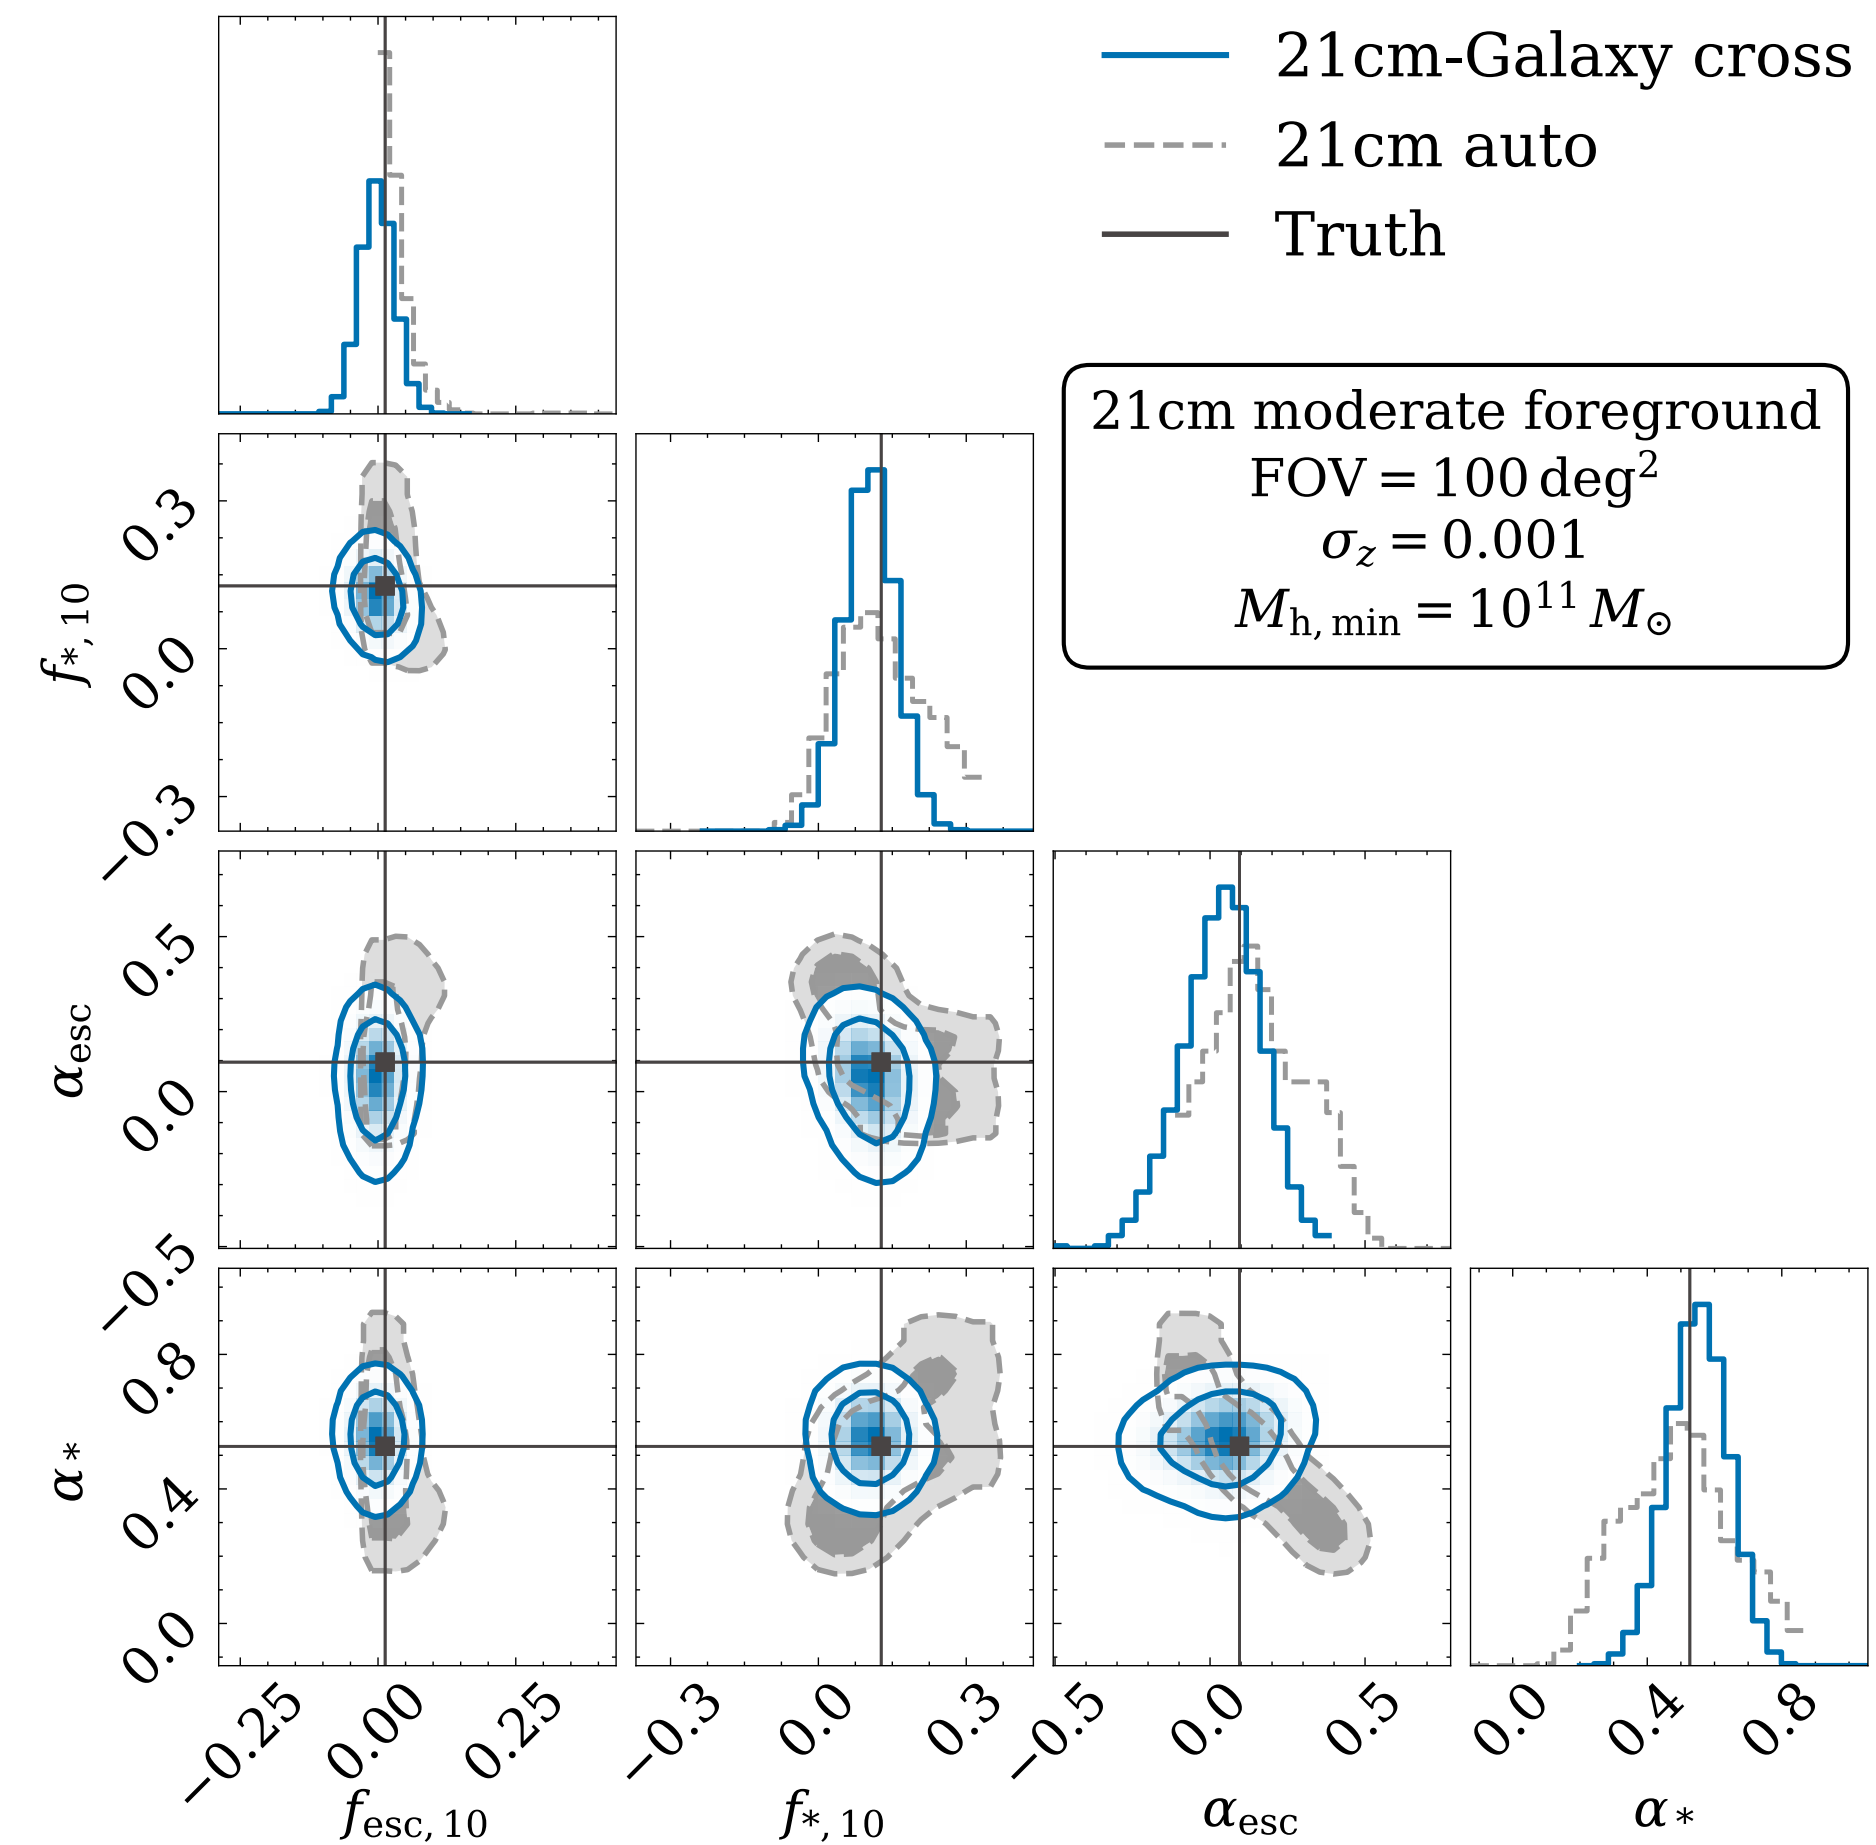 21cm-Galaxy cross
21cm auto
Truth
21cm moderate foreground
FOV = 100 deg²
σ_z = 0.001
M_h, min = 10¹¹ M_⊙
f_*, 10
0.3
0.0
−0.3
α_esc
0.5
0.0
−0.5
α_*
0.8
0.4
0.0
−0.25 0.00 0.25
−0.3 0.0 0.3
−0.5 0.0 0.5
0.0 0.4 0.8
f_esc, 10
f_*, 10
α_esc
α_*